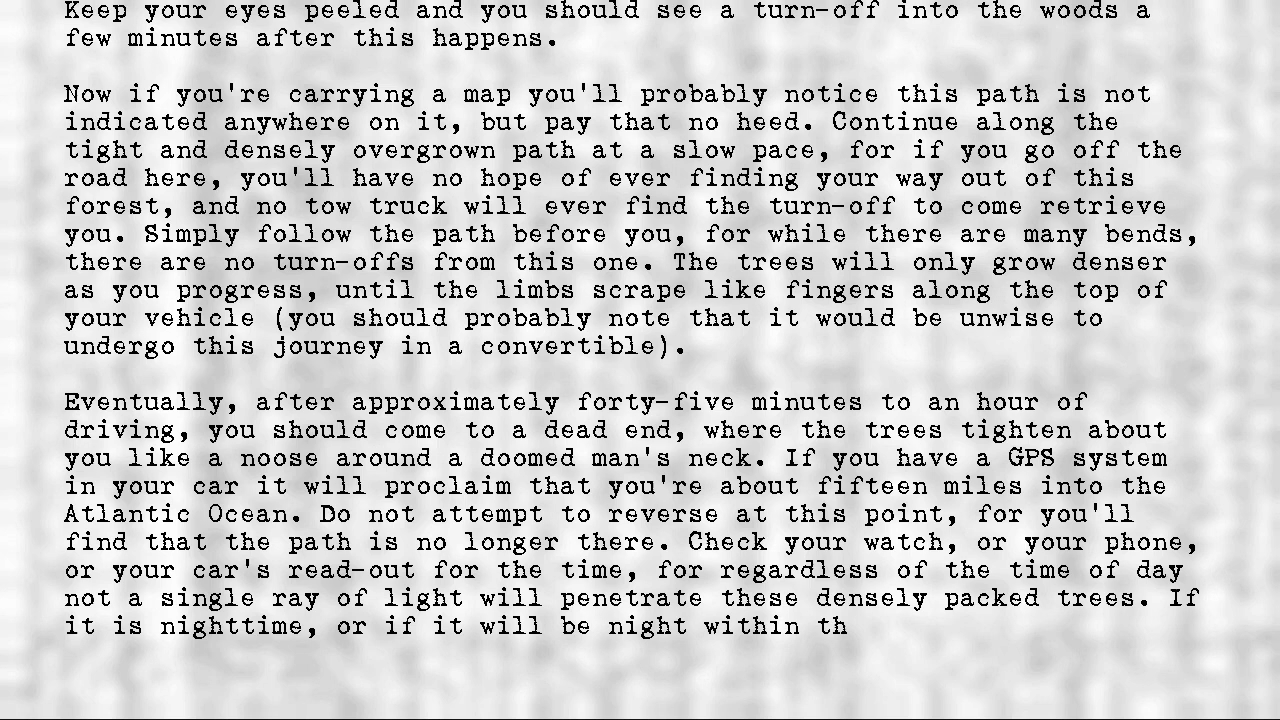 Keep your eyes peeled and you should see a turn-off into the woods a
few minutes after this happens.
Now if you're carrying a map you'll probably notice this path is not
indicated anywhere on it, but pay that no heed. Continue along the
tight and densely overgrown path at a slow pace, for if you go off the
road here, you'll have no hope of ever finding your way out of this
forest, and no tow truck will ever find the turn-off to come retrieve
you. Simply follow the path before you, for while there are many bends,
there are no turn-offs from this one. The trees will only grow denser
as you progress, until the limbs scrape like fingers along the top of
your vehicle (you should probably note that it would be unwise to
undergo this journey in a convertible).
Eventually, after approximately forty-five minutes to an hour of
driving, you should come to a dead end, where the trees tighten about
you like a noose around a doomed man's neck. If you have a GPS system
in your car it will proclaim that you're about fifteen miles into the
Atlantic Ocean. Do not attempt to reverse at this point, for you'll
find that the path is no longer there. Check your watch, or your phone,
or your car's read-out for the time, for regardless of the time of day
not a single ray of light will penetrate these densely packed trees. If
it is nighttime, or if it will be night within th